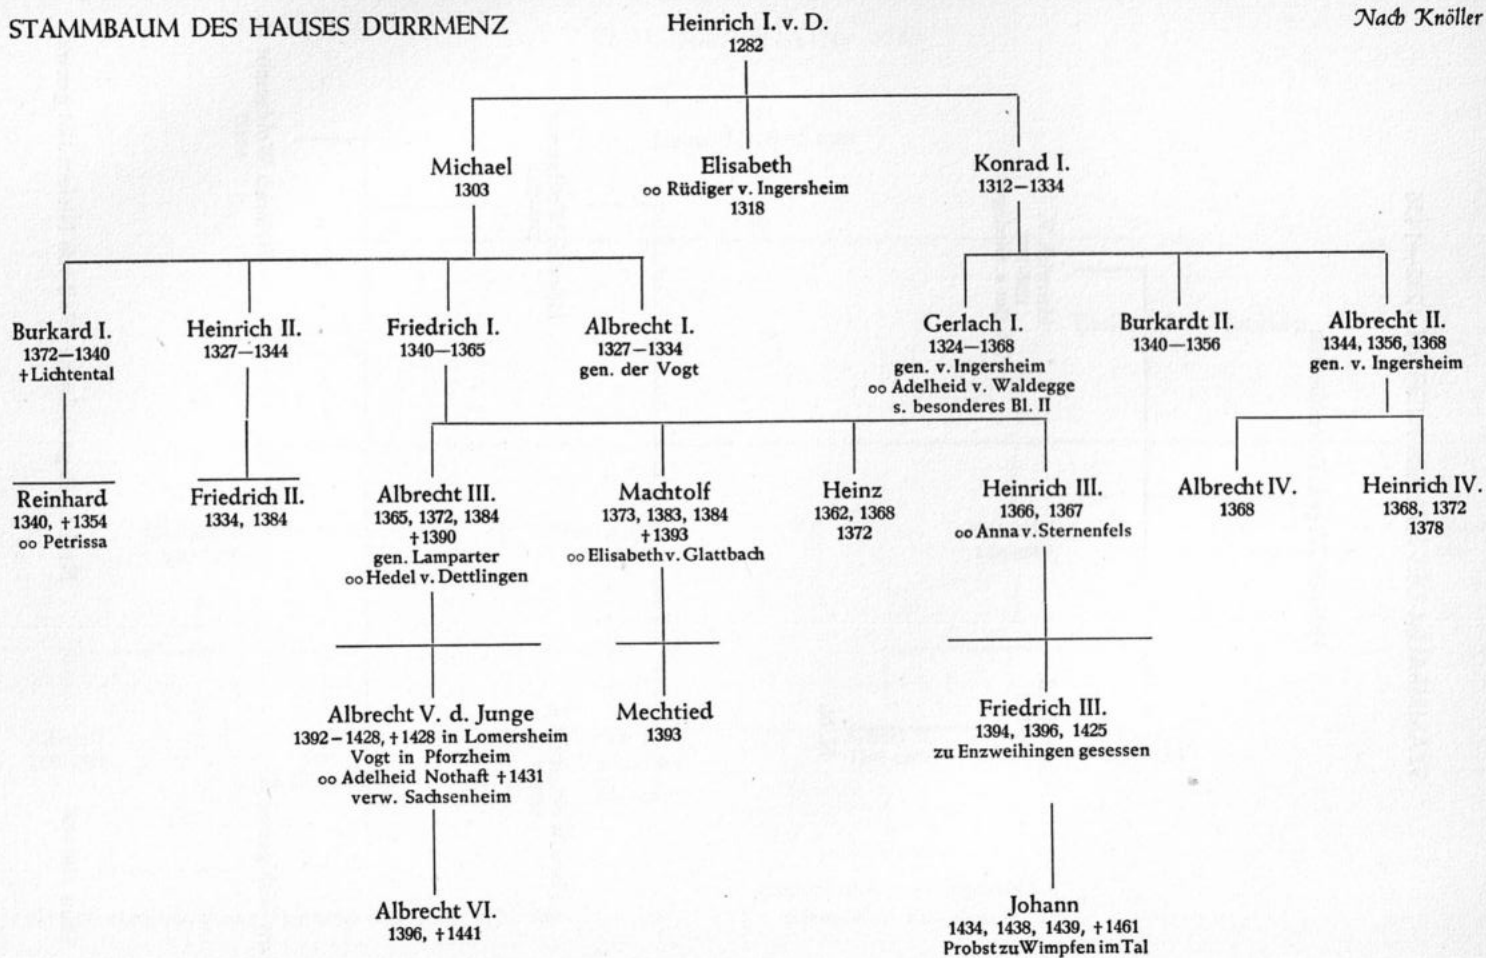 STAMMBAUM DES HAUSES DÜRRMENZ
Heinrich I. v. D.
1282
Nach Knöller
Michael
1303
Elisabeth
oo Rüdiger v. Ingersheim
1318
Konrad I.
1312—1334
Burkard I.
1372—1340
†Lichtental
Heinrich II.
1327—1344
Friedrich I.
1340—1365
Albrecht I.
1327—1334
gen. der Vogt
Gerlach I.
1324—1368
gen. v. Ingersheim
oo Adelheid v. Waldegge
s. besonderes Bl. II
Burkardt II.
1340—1356
Albrecht II.
1344, 1356, 1368
gen. v. Ingersheim
Reinhard
1340, †1354
oo Petrissa
Friedrich II.
1334, 1384
Albrecht III.
1365, 1372, 1384
†1390
gen. Lamparter
oo Hedel v. Dettlingen
Machtolf
1373, 1383, 1384
†1393
oo Elisabeth v. Glattbach
Heinz
1362, 1368
1372
Heinrich III.
1366, 1367
oo Anna v. Sternenfels
Albrecht IV.
1368
Heinrich IV.
1368, 1372
1378
Albrecht V. d. Junge
1392—1428, †1428 in Lomersheim
Vogt in Pforzheim
oo Adelheid Nothaft †1431
verw. Sachsenheim
Mechtied
1393
Friedrich III.
1394, 1396, 1425
zu Enzweihingen gesessen
Albrecht VI.
1396, †1441
Johann
1434, 1438, 1439, †1461
Probst zu Wimpfen im Tal